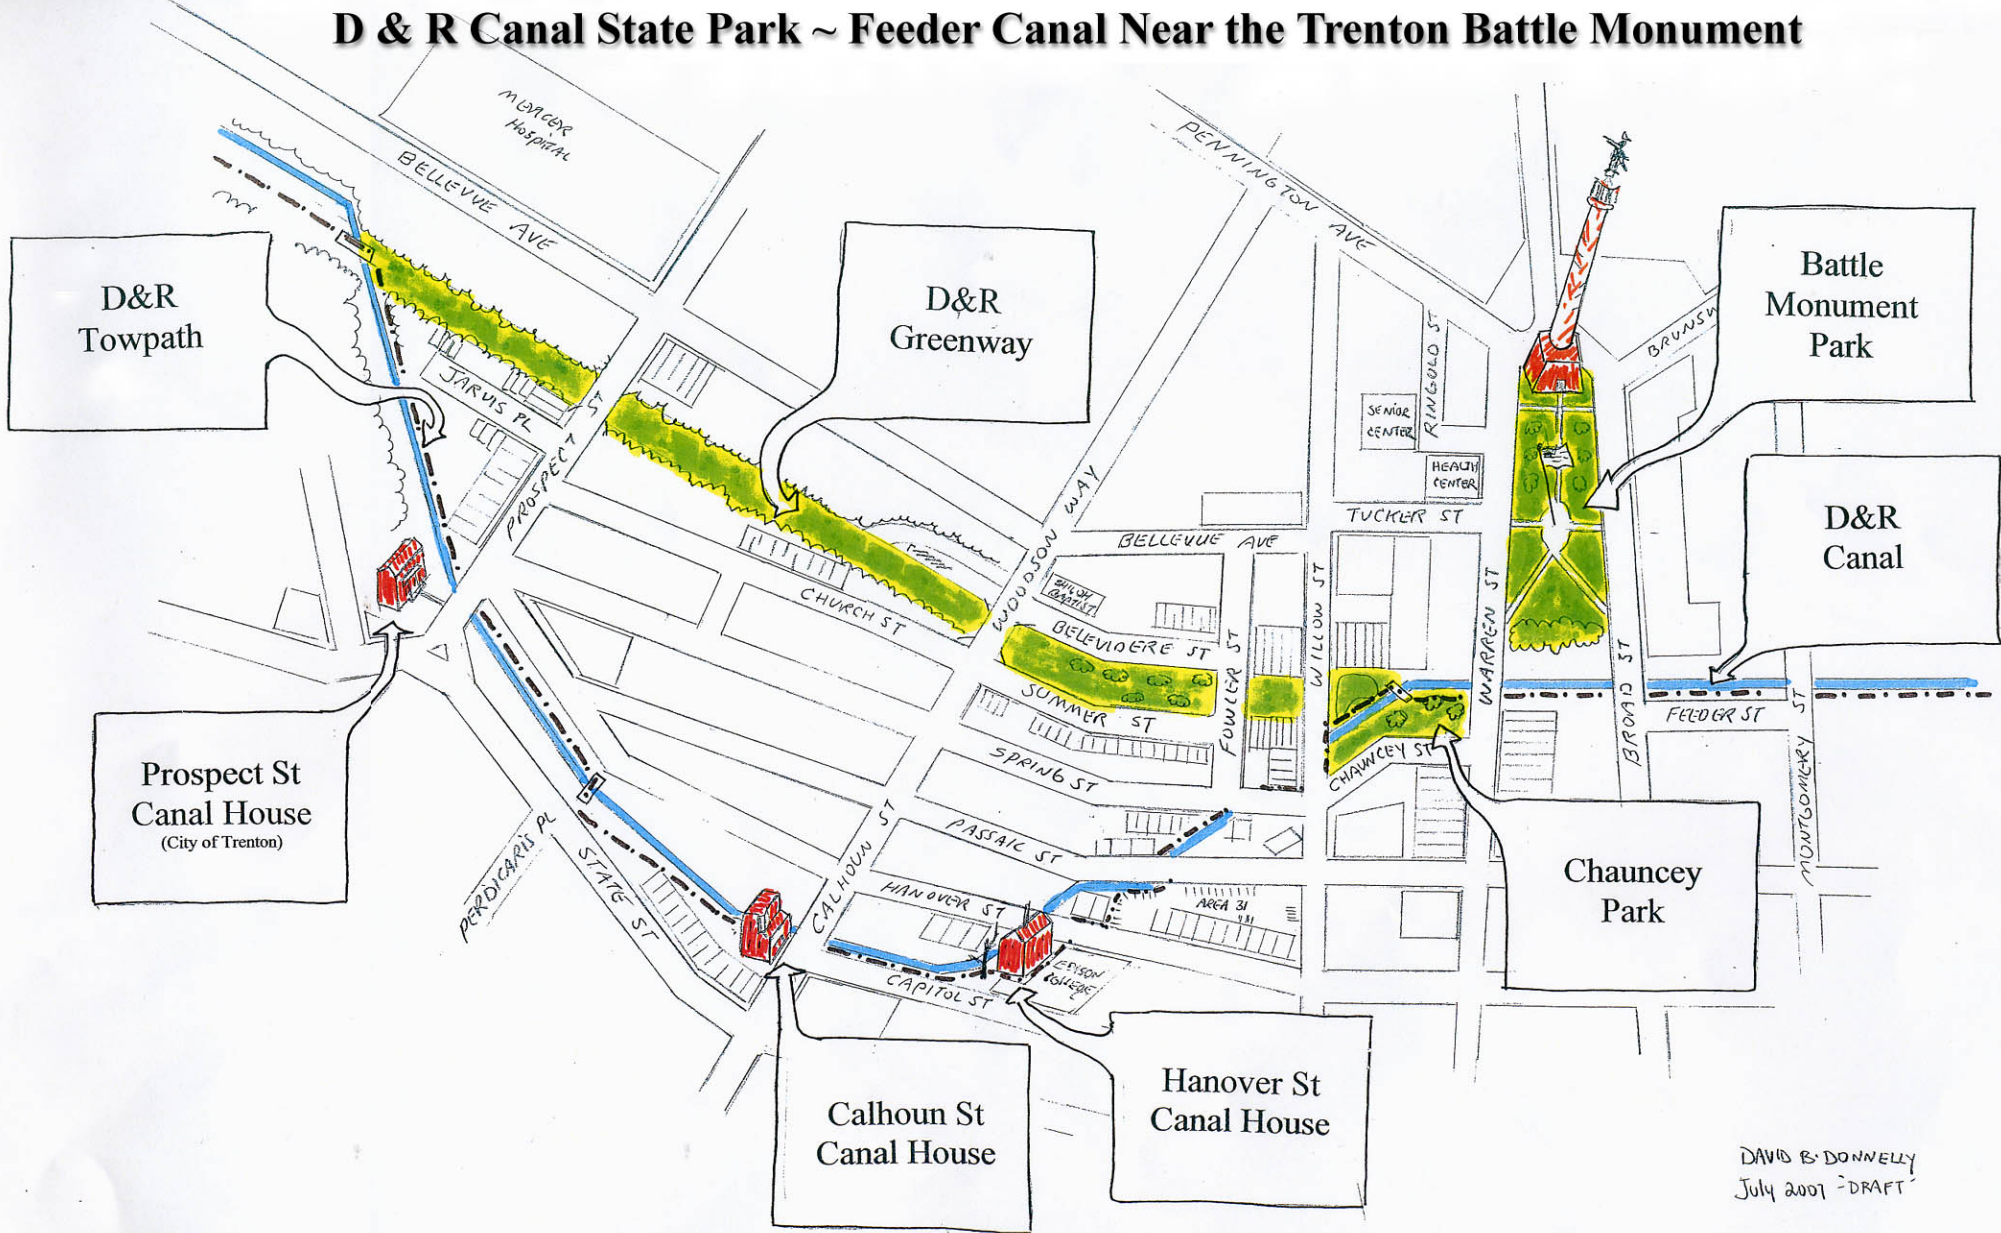 D & R Canal State Park ~ Feeder Canal Near the Trenton Battle Monument
MERCER
HOSPITAL
BELLEVUE AVE
PENNINGTON AVE
D&R
Towpath
D&R
Greenway
Battle
Monument
Park
BRUNSW
RINGOLD ST
SENIOR
CENTER
HEALTH
CENTER
JARVIS PL
PROSPECT ST
WOODSON WAY
TUCKER ST
BELLEVUE AVE
D&R
Canal
SHILOH
BAPTIST
CHURCH ST
BELEVIDERE ST
FOWLER ST
WILLOW ST
WARREN ST
BROAD ST
SUMMER ST
FEEDER ST
SPRING ST
CHAUNCEY ST
MONTGOMERY ST
Prospect St
Canal House
(City of Trenton)
PERDICARIS PL
STATE ST
CALHOUN ST
PASSAIC ST
HANOVER ST
AREA 31
Chauncey
Park
EDISON
COLLEGE
CAPITOL ST
Calhoun St
Canal House
Hanover St
Canal House
DAVID B. DONNELLY
July 2007 -DRAFT-